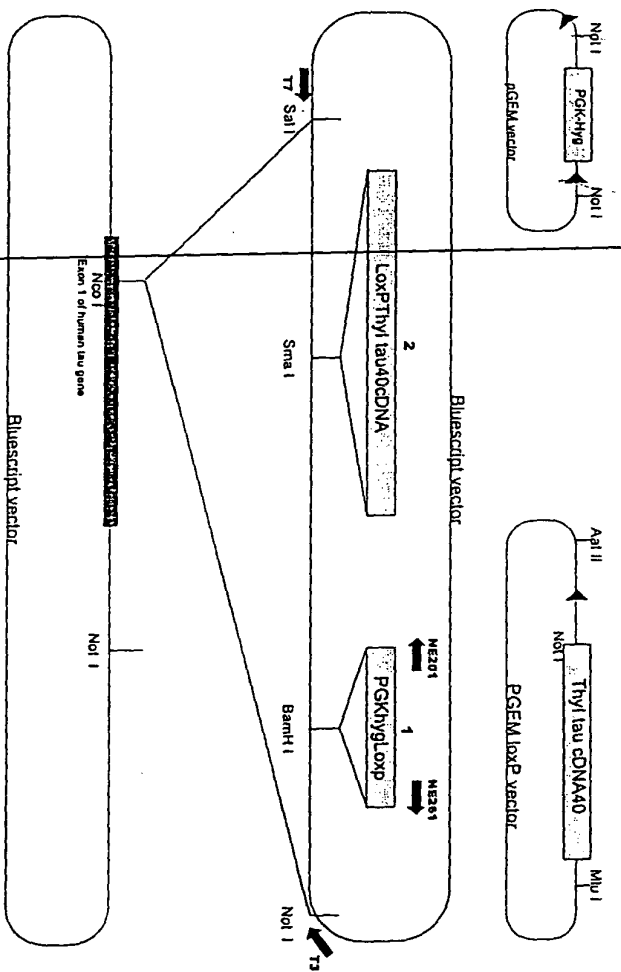 Not I
PGK-Hyg
Not I
pGEM vector
Aat II
Not I
Thyl tau cDNA40
Mlu I
PGEM loxP vector
Bluescript vector
2
LoxPThyl tau40cDNA
NE201
1
NE261
PGKhygLoxp
T7
Sal I
Sma I
BamH I
Not I
T3
Nco I
Exon 1 of human tau gene
Not I
Bluescript vector